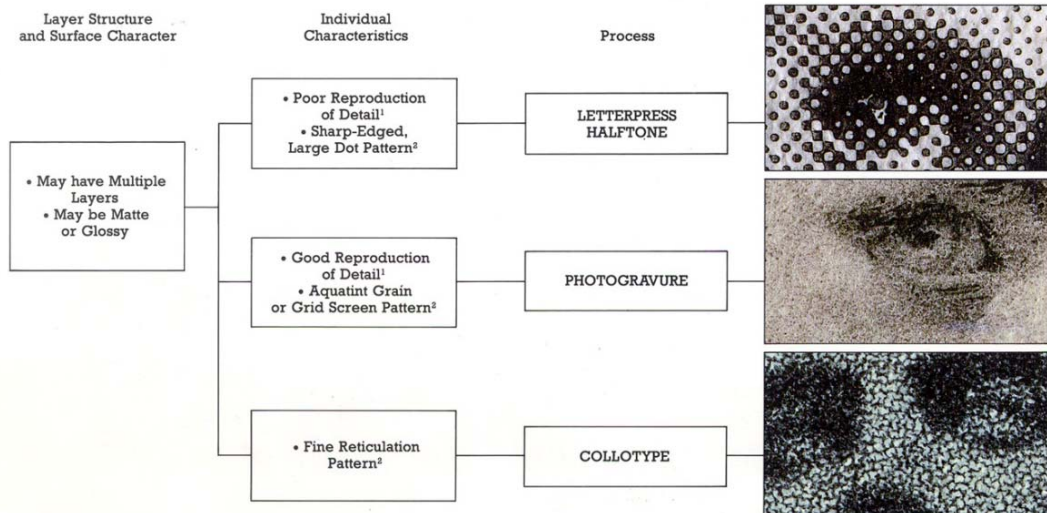 Layer Structure
and Surface Character
Individual
Characteristics
Process
• May have Multiple
Layers
• May be Matte
or Glossy
• Poor Reproduction
of Detail¹
• Sharp-Edged,
Large Dot Pattern²
LETTERPRESS
HALFTONE
• Good Reproduction
of Detail¹
• Aquatint Grain
or Grid Screen Pattern²
PHOTOGRAVURE
• Fine Reticulation
Pattern²
COLLOTYPE